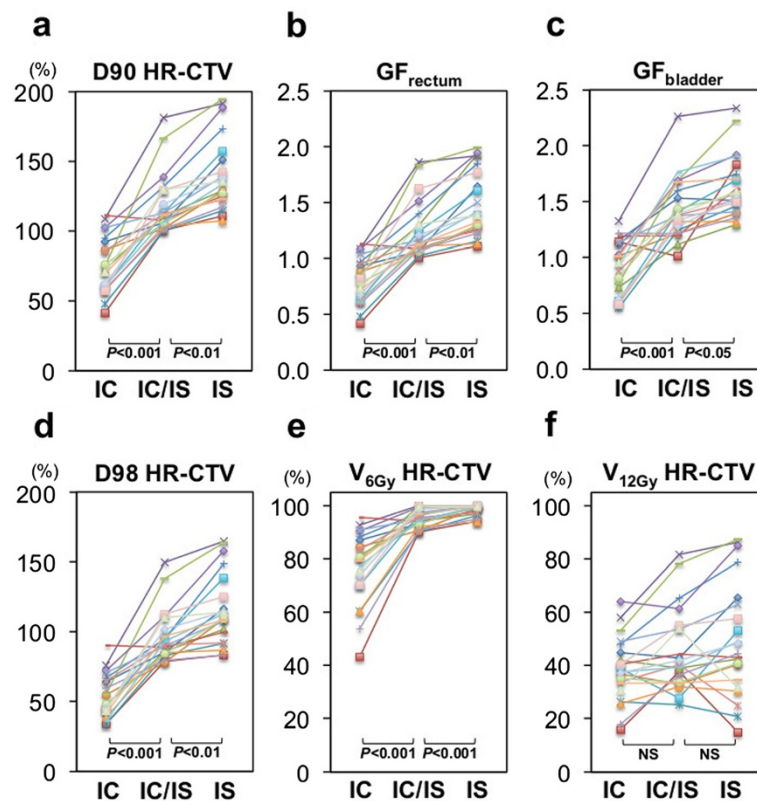 a
b
c
(%)
D90 HR-CTV
GFrectum
GFbladder
200
150
100
50
0
2.5
2.0
1.5
1.0
0.5
0.0
2.5
2.0
1.5
1.0
0.5
0.0
P<0.001 P<0.01
P<0.001 P<0.01
P<0.001 P<0.05
IC IC/IS IS
IC IC/IS IS
IC IC/IS IS
d
e
f
(%)
D98 HR-CTV
(%)
V6Gy HR-CTV
(%)
V12Gy HR-CTV
200
150
100
50
0
100
80
60
40
20
0
100
80
60
40
20
0
P<0.001 P<0.01
P<0.001 P<0.001
NS NS
IC IC/IS IS
IC IC/IS IS
IC IC/IS IS